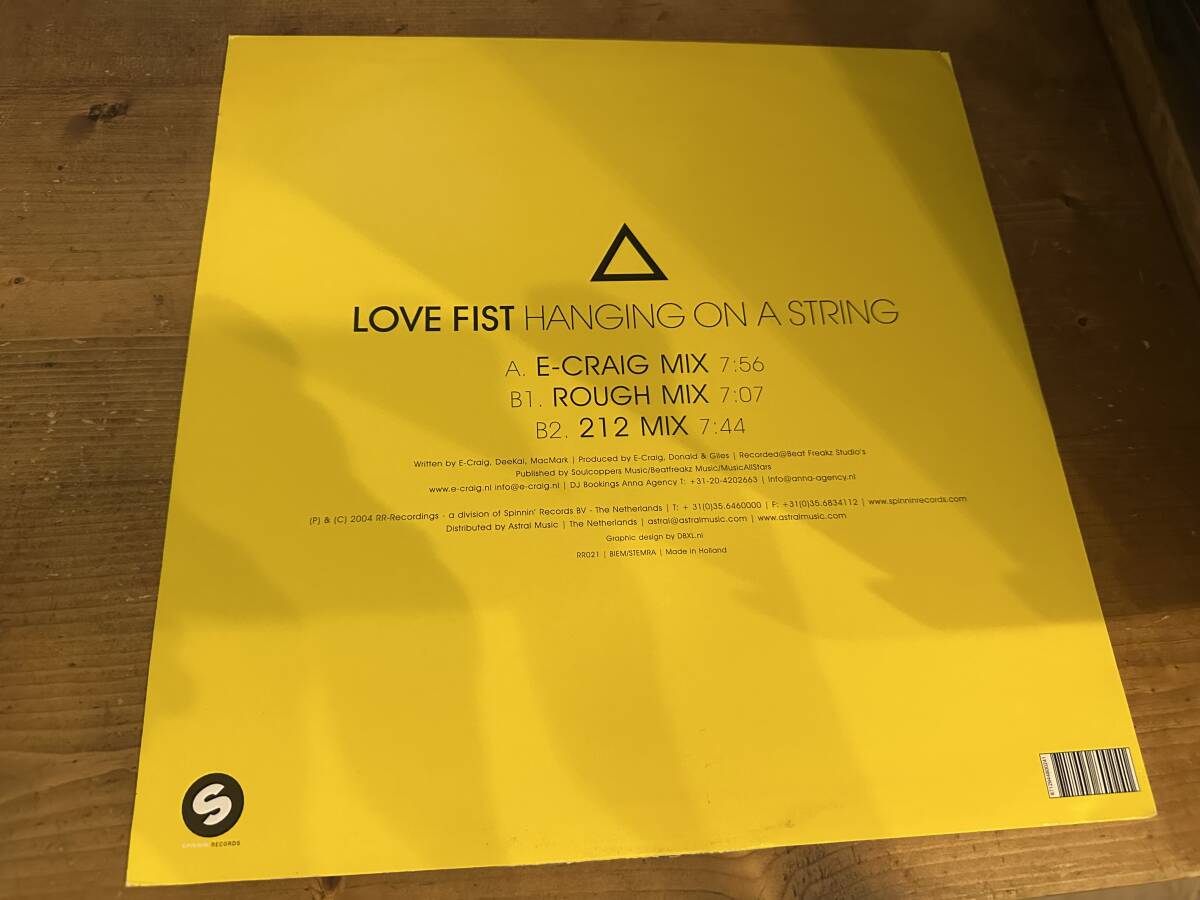 LOVE FIST HANGING ON A STRING
A. E-CRAIG MIX 7:56
B1. ROUGH MIX 7:07
B2. 212 MIX 7:44
Written by E-Craig, DeeKai, MacMark | Produced by E-Craig, Donald & Giles | Recorded@Beat Freakz Studio's
Published by Soulcoppers Music/Beatfreakz Music/MusicAllStars
www.e-craig.nl info@e-craig.nl | DJ Bookings Anna Agency T: +31-20-4202663 | info@anna-agency.nl
(P) & (C) 2004 RR-Recordings - a division of Spinnin' Records BV - The Netherlands | T: + 31(0)35.6460000 | F: +31(0)35.6834112 | www.spinninrecords.com
Distributed by Astral Music | The Netherlands | astral@astralmusic.com | www.astralmusic.com
Graphic design by DBXL.nl
RR021 | BIEM/STEMRA | Made in Holland
S
SPINNIN' RECORDS